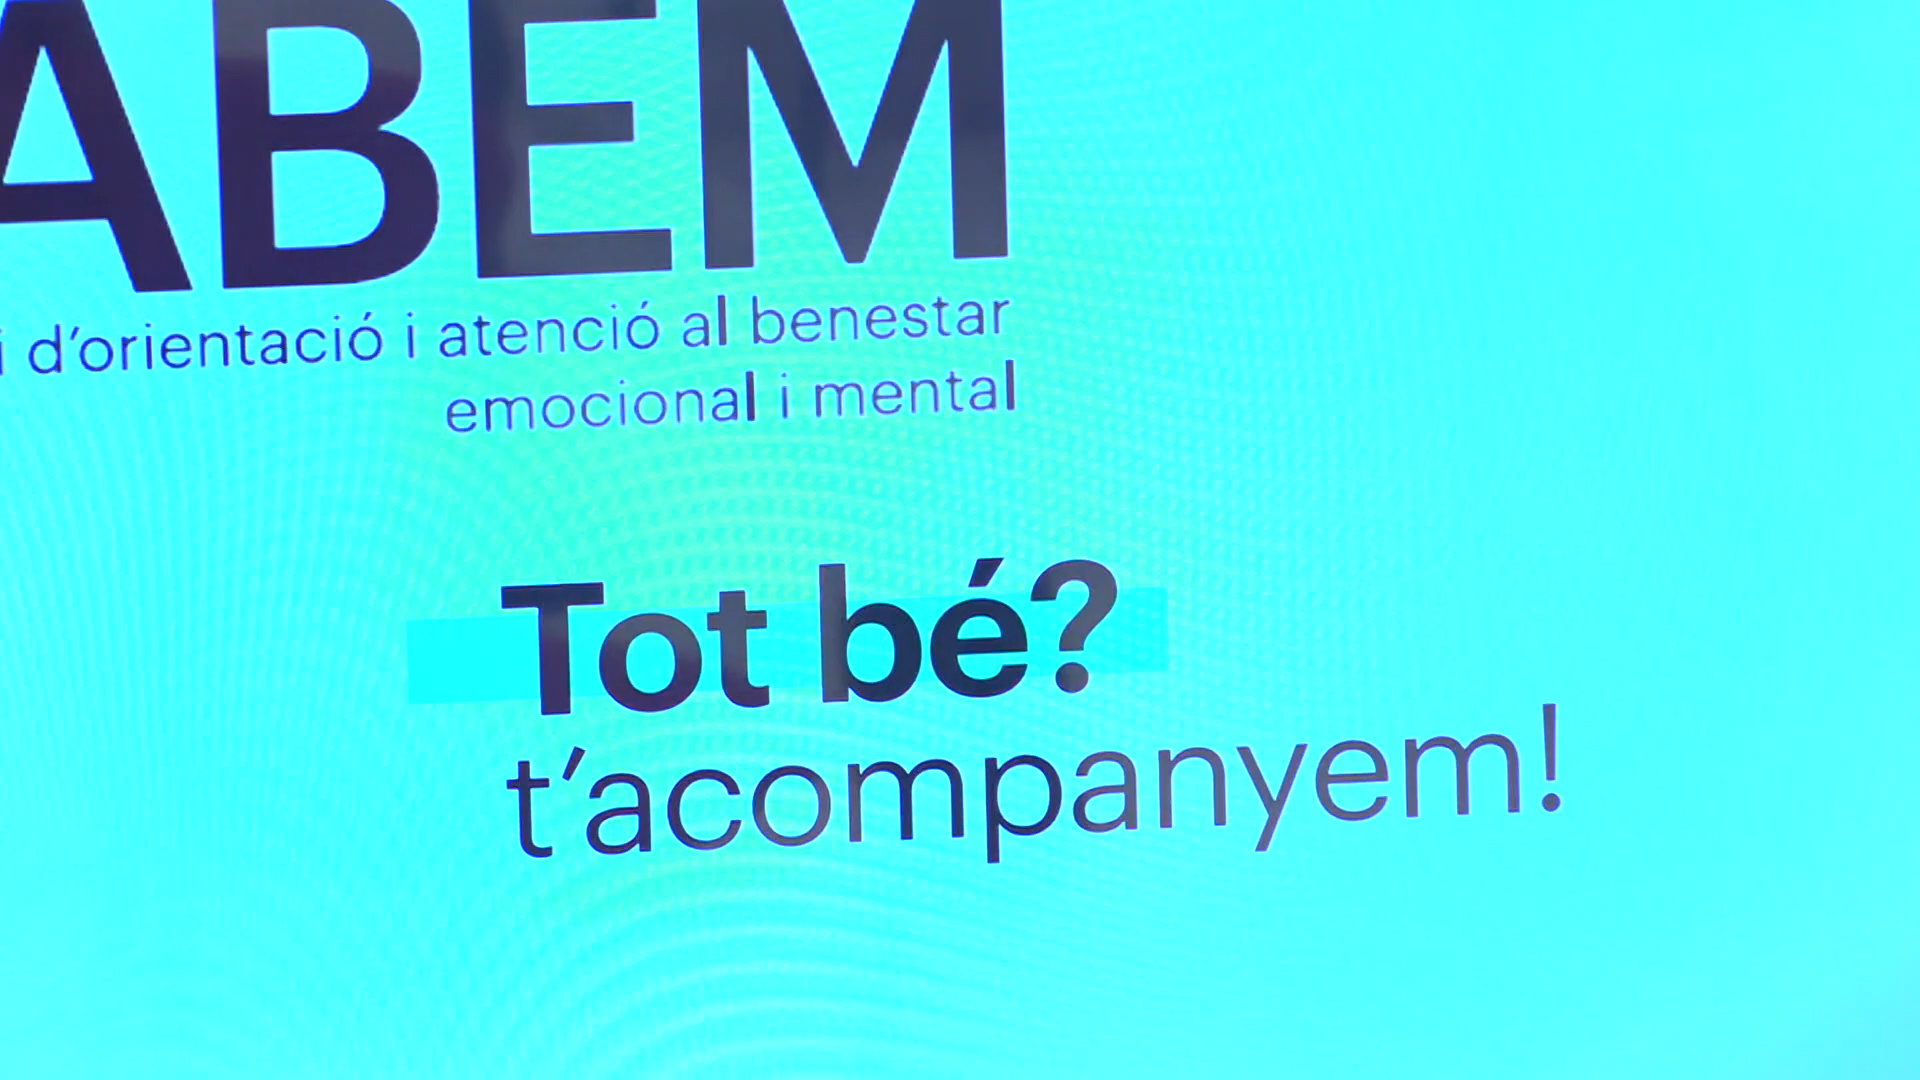 ABEM
i d'orientació i atenció al benestar
emocional i mental
Tot bé?
t'acompanyem!